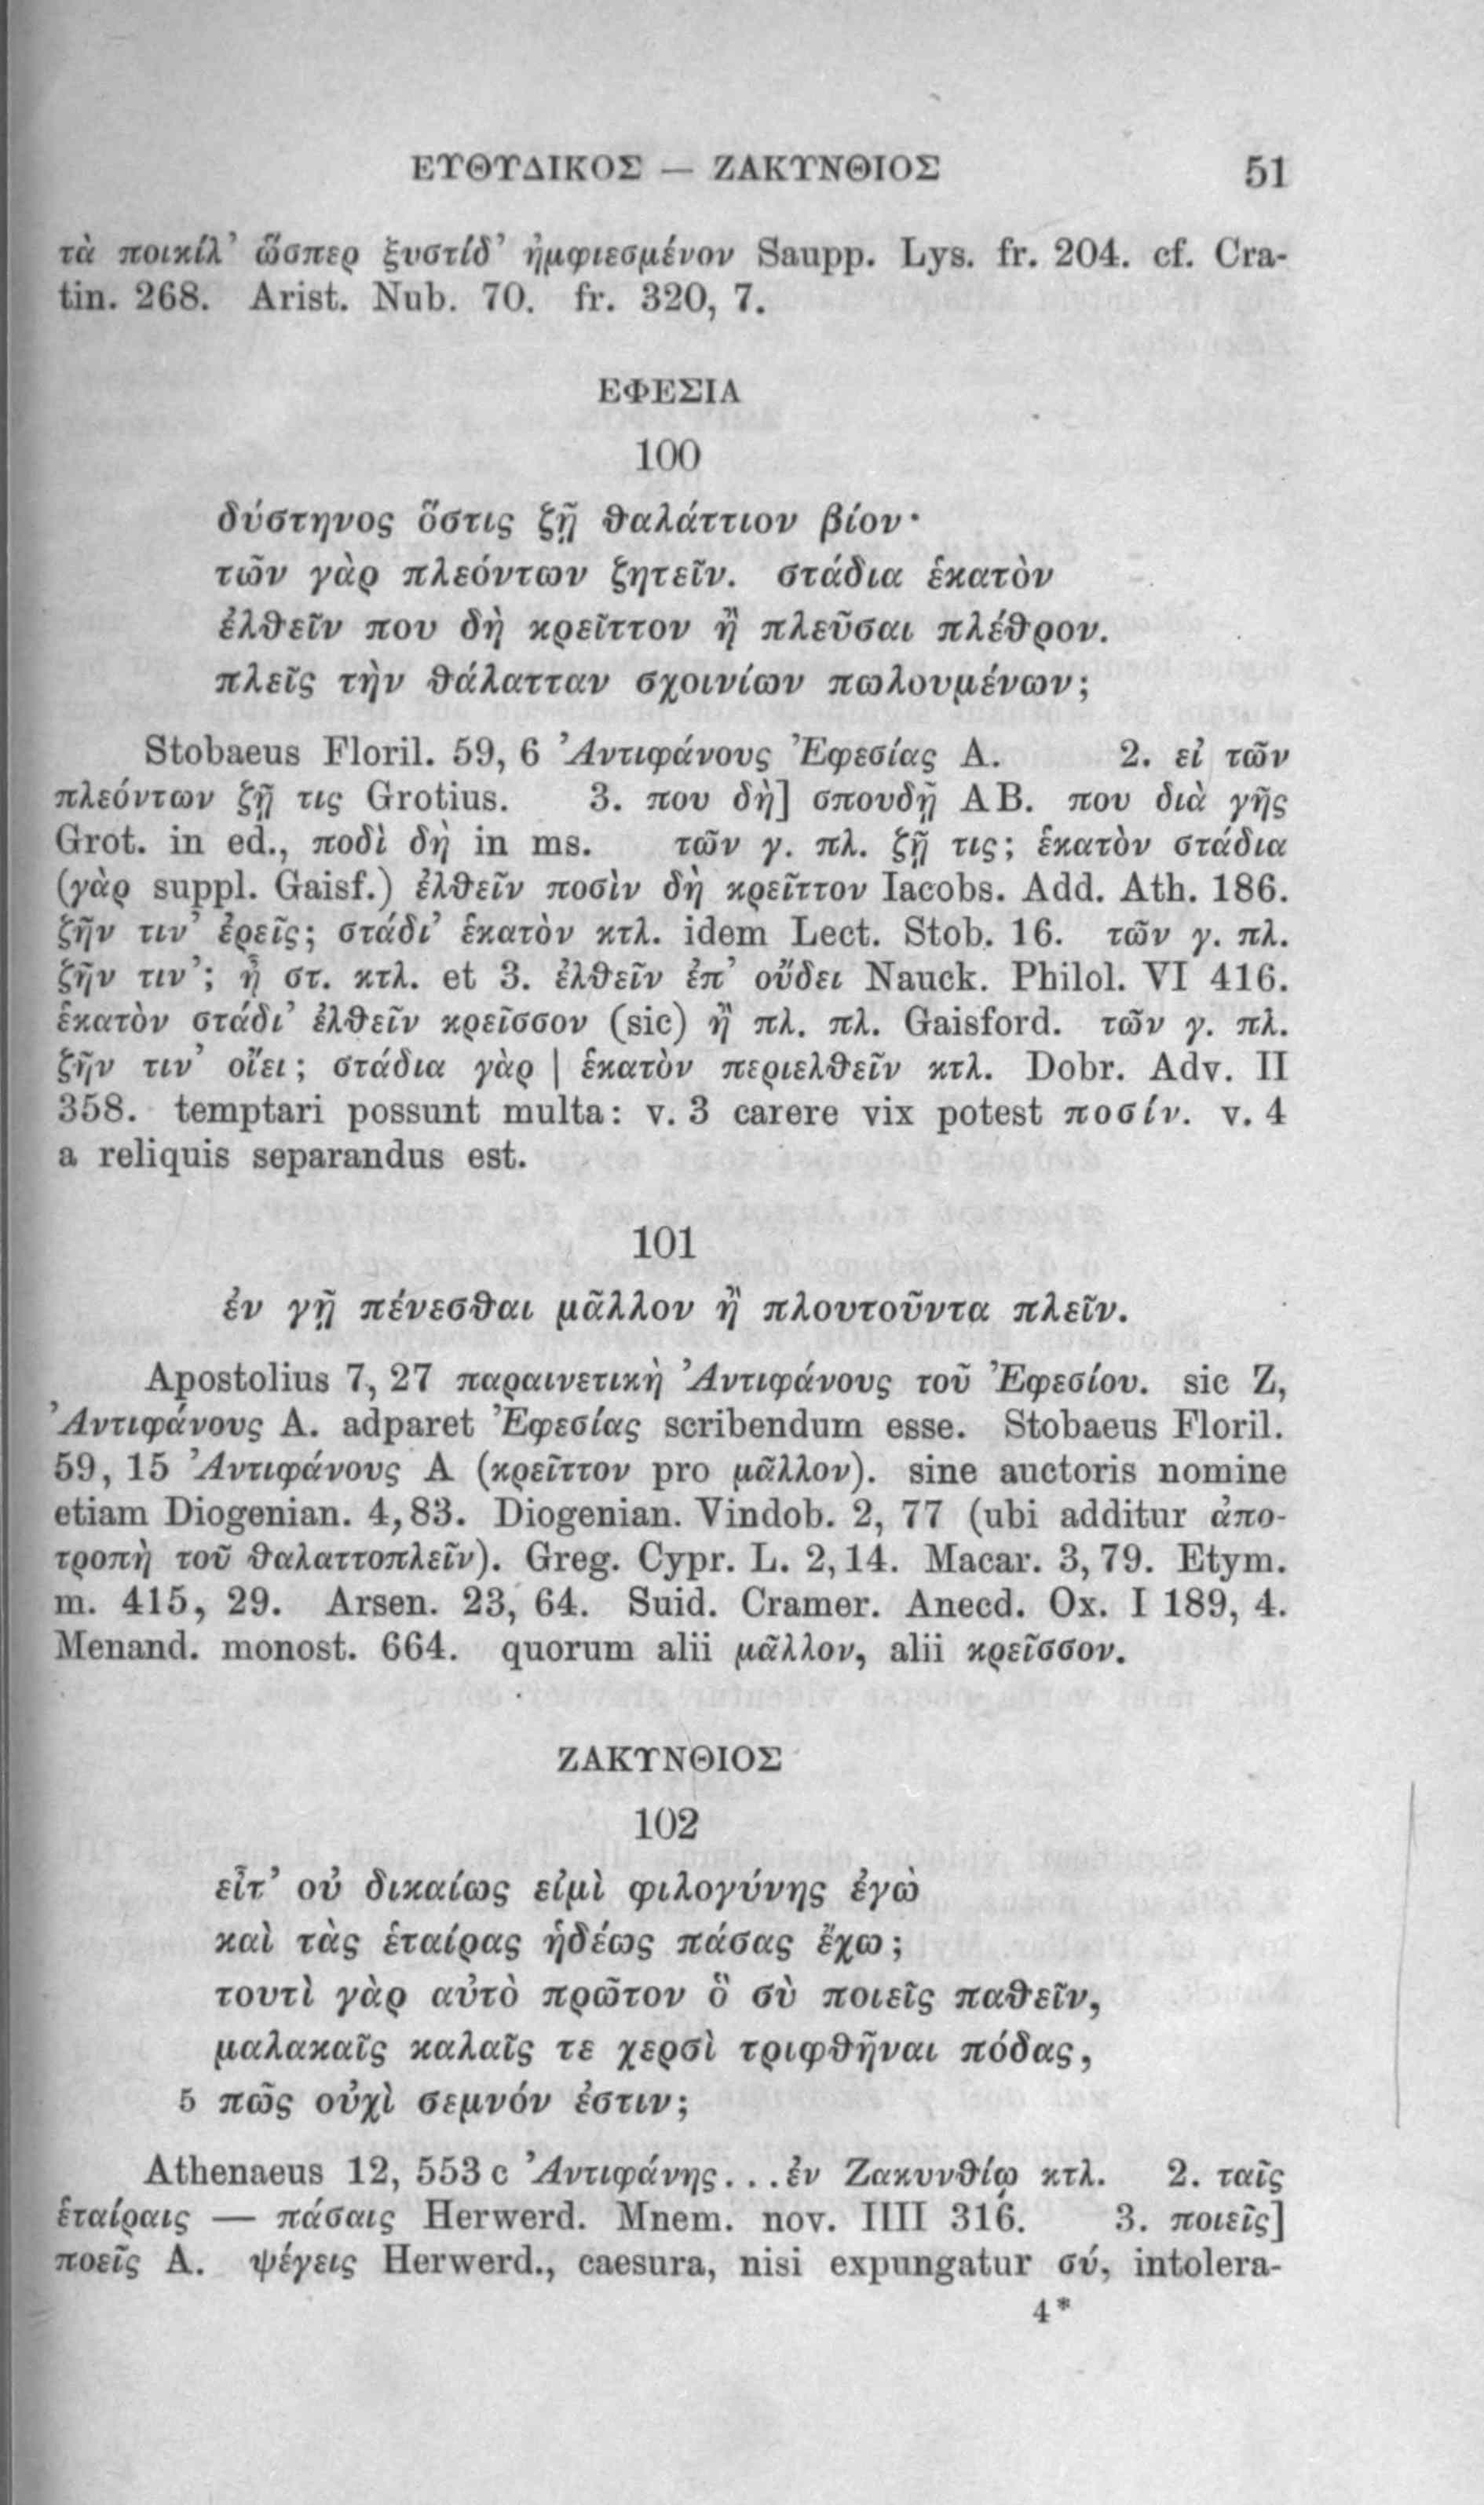 ΕΥΘΥΔΙΚΟΣ — ΖΑΚΥΝΘΙΟΣ 51
τὰ ποικίλ’ ὥσπερ ξυστίδ’ ἠμφιεσμένον Saupp. Lys. fr. 204. cf. Cra-
tin. 268. Arist. Nub. 70. fr. 320, 7.
ΕΦΕΣΙΑ
100
δύστηνος ὅστις ζῇ θαλάττιον βίον·
τῶν γὰρ πλεόντων ζητεῖν. στάδια ἑκατὸν
ἐλθεῖν που δὴ κρεῖττον ἢ πλεῦσαι πλέθρον.
πλεῖς τὴν θάλατταν σχοινίων πωλουμένων;
Stobaeus Floril. 59, 6 Ἀντιφάνους Ἐφεσίας A. 2. εἰ τῶν
πλεόντων ζῇ τις Grotius. 3. που δὴ] σπουδῇ AB. που διὰ γῆς
Grot. in ed., ποδὶ δὴ in ms. τῶν γ. πλ. ζῇ τις; ἑκατὸν στάδια
(γὰρ suppl. Gaisf.) ἐλθεῖν ποσὶν δὴ κρεῖττον Iacobs. Add. Ath. 186.
ζῆν τιν’ ἐρεῖς; στάδι’ ἑκατὸν κτλ. idem Lect. Stob. 16. τῶν γ. πλ.
ζῆν τιν’; ἦ στ. κτλ. et 3. ἐλθεῖν ἐπ’ οὔδει Nauck. Philol. VI 416.
ἑκατὸν στάδι’ ἐλθεῖν κρεῖσσον (sic) ἢ πλ. πλ. Gaisford. τῶν γ. πλ.
ζῆν τιν’ οἴει; στάδια γὰρ | ἑκατὸν περιελθεῖν κτλ. Dobr. Adv. II
358. temptari possunt multa: v. 3 carere vix potest ποσίν. v. 4
a reliquis separandus est.
101
ἐν γῇ πένεσθαι μᾶλλον ἢ πλουτοῦντα πλεῖν.
Apostolius 7, 27 παραινετικὴ Ἀντιφάνους τοῦ Ἐφεσίου. sic Z,
Ἀντιφάνους A. adparet Ἐφεσίας scribendum esse. Stobaeus Floril.
59, 15 Ἀντιφάνους A (κρεῖττον pro μᾶλλον). sine auctoris nomine
etiam Diogenian. 4, 83. Diogenian. Vindob. 2, 77 (ubi additur ἀπο-
τροπὴ τοῦ θαλαττοπλεῖν). Greg. Cypr. L. 2, 14. Macar. 3, 79. Etym.
m. 415, 29. Arsen. 23, 64. Suid. Cramer. Anecd. Ox. I 189, 4.
Menand. monost. 664. quorum alii μᾶλλον, alii κρεῖσσον.
ΖΑΚΥΝΘΙΟΣ
102
εἶτ’ οὐ δικαίως εἰμὶ φιλογύνης ἐγὼ
καὶ τὰς ἑταίρας ἡδέως πάσας ἔχω;
τουτὶ γὰρ αὐτὸ πρῶτον ὃ σὺ ποιεῖς παθεῖν,
μαλακαῖς καλαῖς τε χερσὶ τριφθῆναι πόδας,
5 πῶς οὐχὶ σεμνόν ἐστιν;
Athenaeus 12, 553 c Ἀντιφάνης...ἐν Ζακυνθίῳ κτλ. 2. ταῖς
ἑταίραις — πάσαις Herwerd. Mnem. nov. IIII 316. 3. ποιεῖς]
ποεῖς A. ψέγεις Herwerd., caesura, nisi expungatur σύ, intolera-
4*